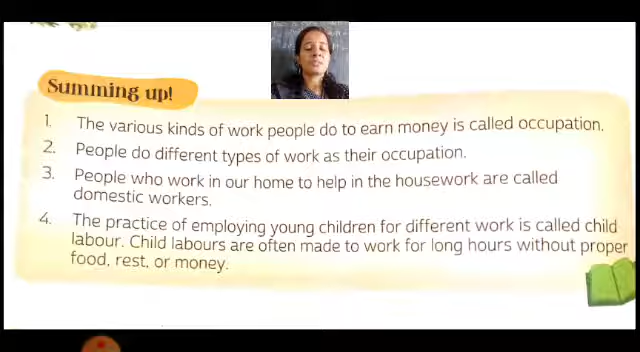 Summing up!
1. The various kinds of work people do to earn money is called occupation.
2. People do different types of work as their occupation.
3. People who work in our home to help in the housework are called
domestic workers.
4. The practice of employing young children for different work is called child
labour. Child labours are often made to work for long hours without proper
food, rest, or money.